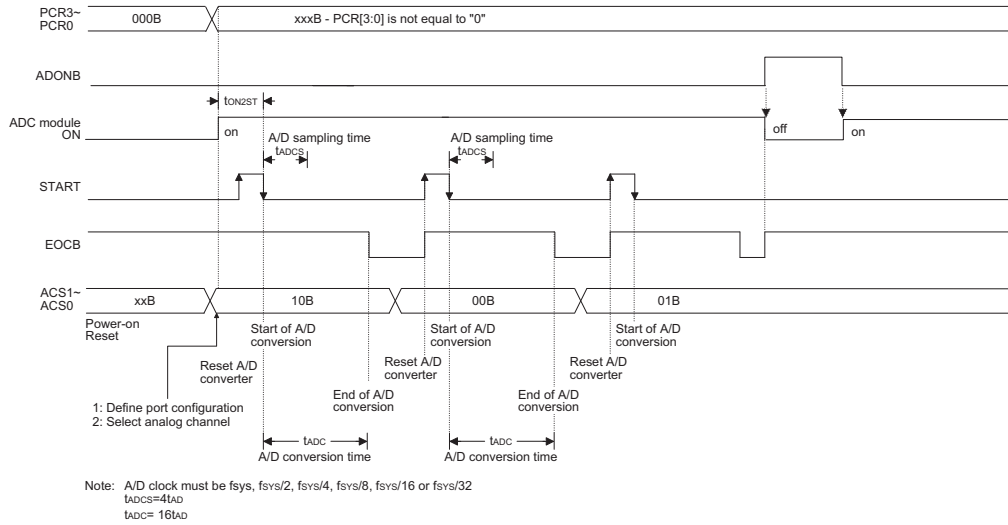 PCR3~
PCR0
000B
xxxB - PCR[3:0] is not equal to "0"
ADONB
tON2ST
ADC module
ON
on
off
on
A/D sampling time
tADCS
A/D sampling time
tADCS
START
EOCB
ACS1~
ACS0
xxB
10B
00B
01B
Power-on
Reset
Start of A/D
conversion
Start of A/D
conversion
Start of A/D
conversion
Reset A/D
converter
Reset A/D
converter
Reset A/D
converter
End of A/D
conversion
End of A/D
conversion
1: Define port configuration
2: Select analog channel
tADC
A/D conversion time
tADC
A/D conversion time
Note: A/D clock must be fsys, fSYS/2, fSYS/4, fSYS/8, fSYS/16 or fSYS/32
tADCS=4tAD
tADC= 16tAD